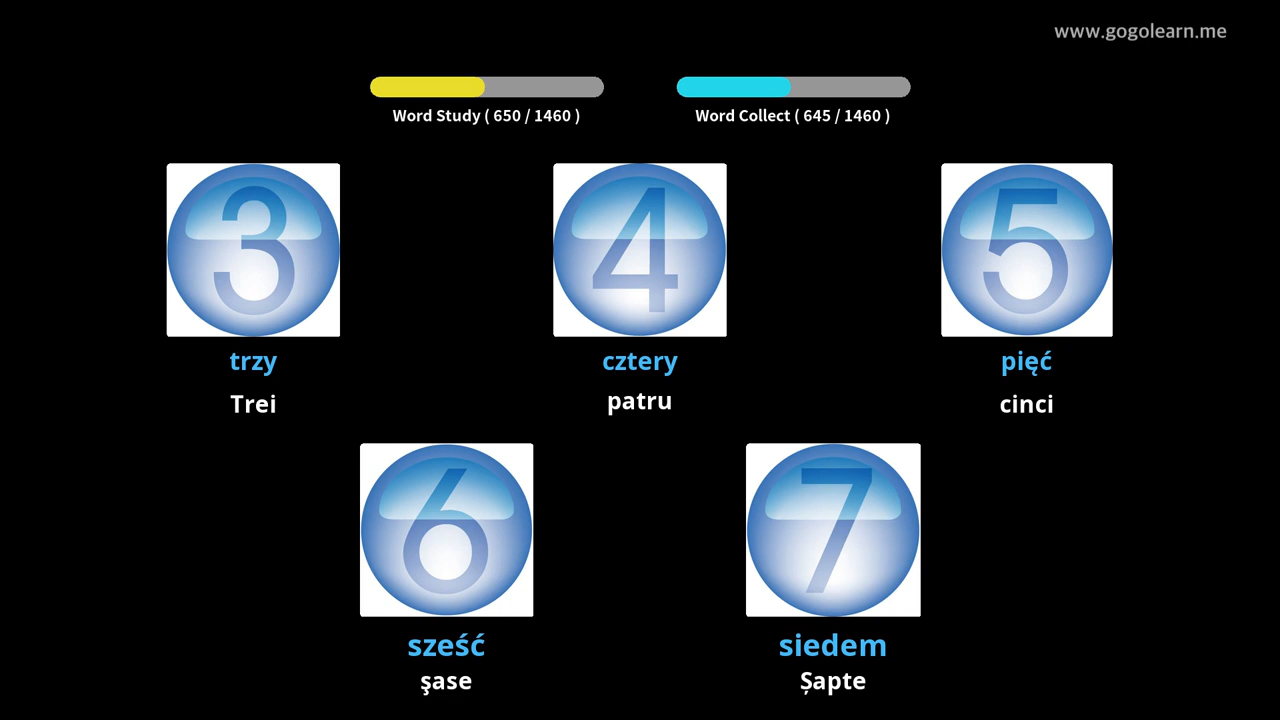 www.gogolearn.me
Word Study ( 650 / 1460 )
Word Collect ( 645 / 1460 )
3
4
5
trzy
cztery
pięć
Trei
patru
cinci
6
7
sześć
siedem
şase
Șapte